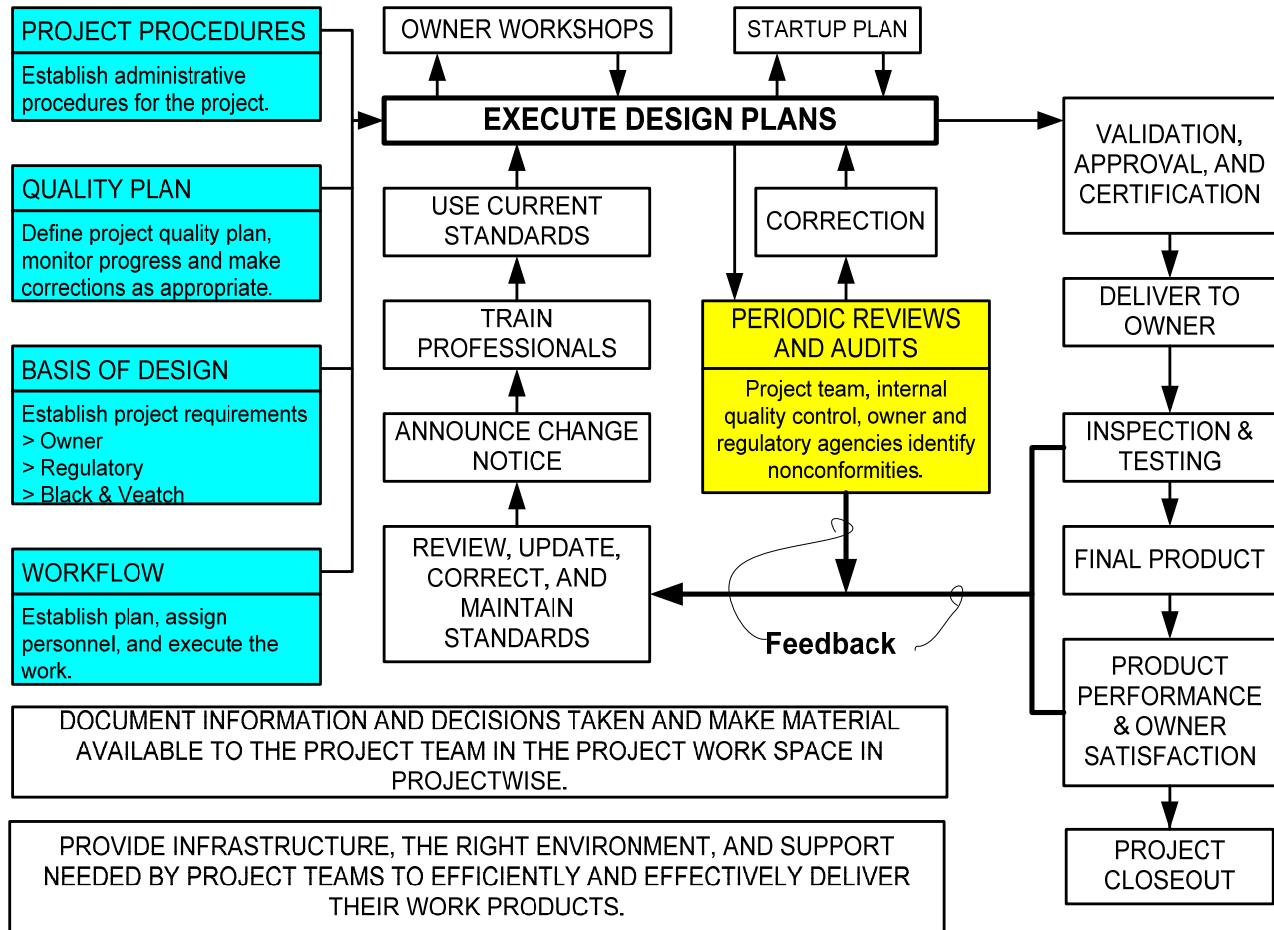 PROJECT PROCEDURES
Establish administrative
procedures for the project.
QUALITY PLAN
Define project quality plan,
monitor progress and make
corrections as appropriate.
BASIS OF DESIGN
Establish project requirements
> Owner
> Regulatory
> Black & Veatch
WORKFLOW
Establish plan, assign
personnel, and execute the
work.
OWNER WORKSHOPS
STARTUP PLAN
EXECUTE DESIGN PLANS
USE CURRENT
STANDARDS
TRAIN
PROFESSIONALS
ANNOUNCE CHANGE
NOTICE
REVIEW, UPDATE,
CORRECT, AND
MAINTAIN
STANDARDS
CORRECTION
PERIODIC REVIEWS
AND AUDITS
Project team, internal
quality control, owner and
regulatory agencies identify
nonconformities.
Feedback
VALIDATION,
APPROVAL, AND
CERTIFICATION
DELIVER TO
OWNER
INSPECTION &
TESTING
FINAL PRODUCT
PRODUCT
PERFORMANCE
& OWNER
SATISFACTION
PROJECT
CLOSEOUT
DOCUMENT INFORMATION AND DECISIONS TAKEN AND MAKE MATERIAL
AVAILABLE TO THE PROJECT TEAM IN THE PROJECT WORK SPACE IN
PROJECTWISE.
PROVIDE INFRASTRUCTURE, THE RIGHT ENVIRONMENT, AND SUPPORT
NEEDED BY PROJECT TEAMS TO EFFICIENTLY AND EFFECTIVELY DELIVER
THEIR WORK PRODUCTS.